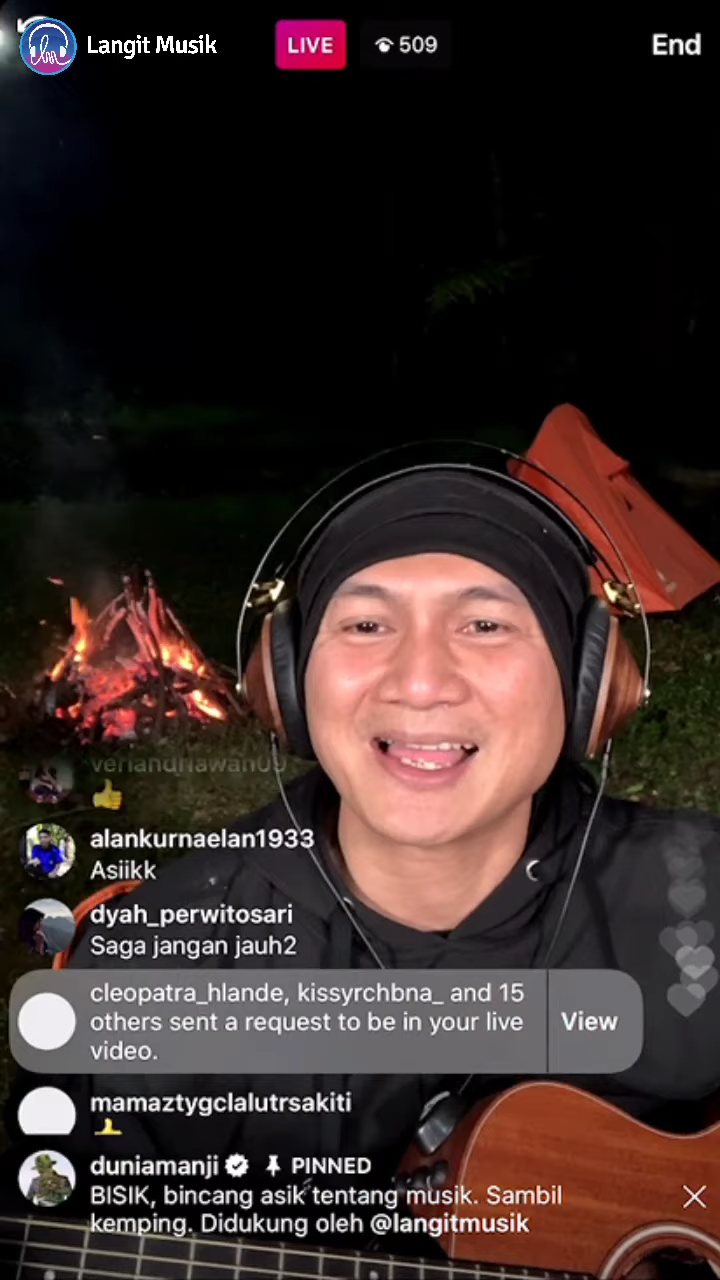 Langit Musik
LIVE
509
End
veriandriawan09
alankurnaelan1933
Asiikk
dyah_perwitosari
Saga jangan jauh2
cleopatra_hlande, kissyrchbna_ and 15
others sent a request to be in your live
video.
View
mamaztygclalutrsakiti
duniamanji
PINNED
BISIK, bincang asik tentang musik. Sambil
kemping. Didukung oleh @langitmusik